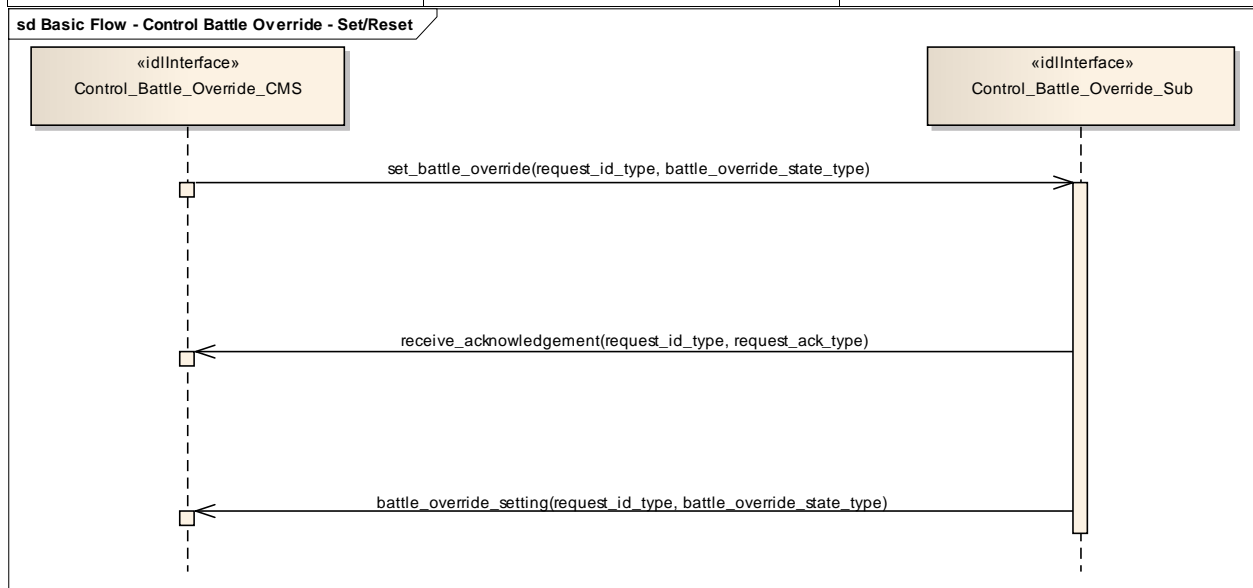 sd Basic Flow - Control Battle Override - Set/Reset
«idlInterface»
Control_Battle_Override_CMS
«idlInterface»
Control_Battle_Override_Sub
set_battle_override(request_id_type, battle_override_state_type)
receive_acknowledgement(request_id_type, request_ack_type)
battle_override_setting(request_id_type, battle_override_state_type)